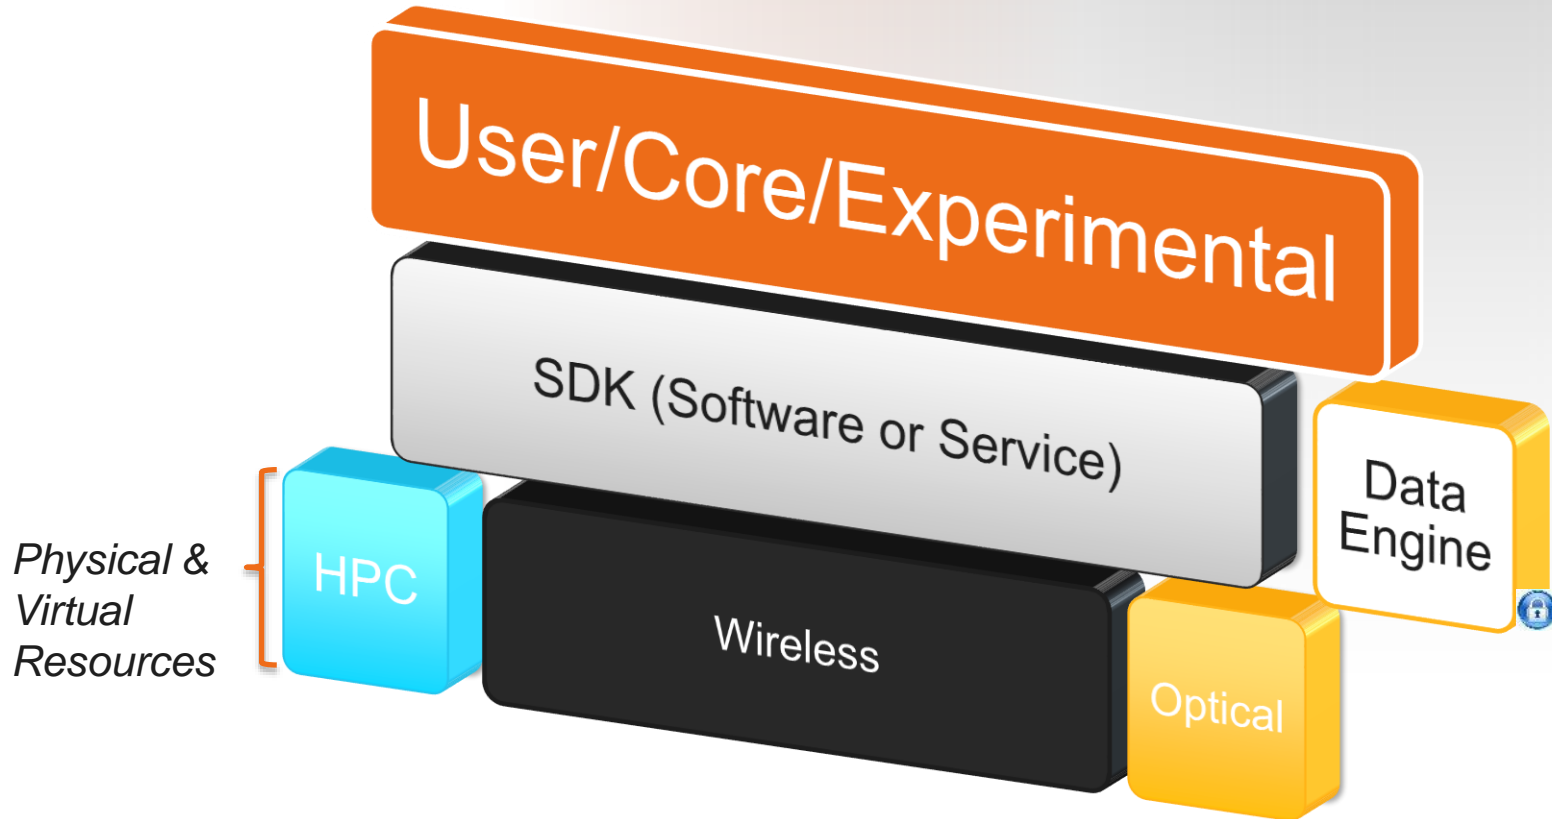 User/Core/Experimental
SDK (Software or Service)
Data
Engine
Physical &
Virtual
Resources
HPC
Wireless
Optical